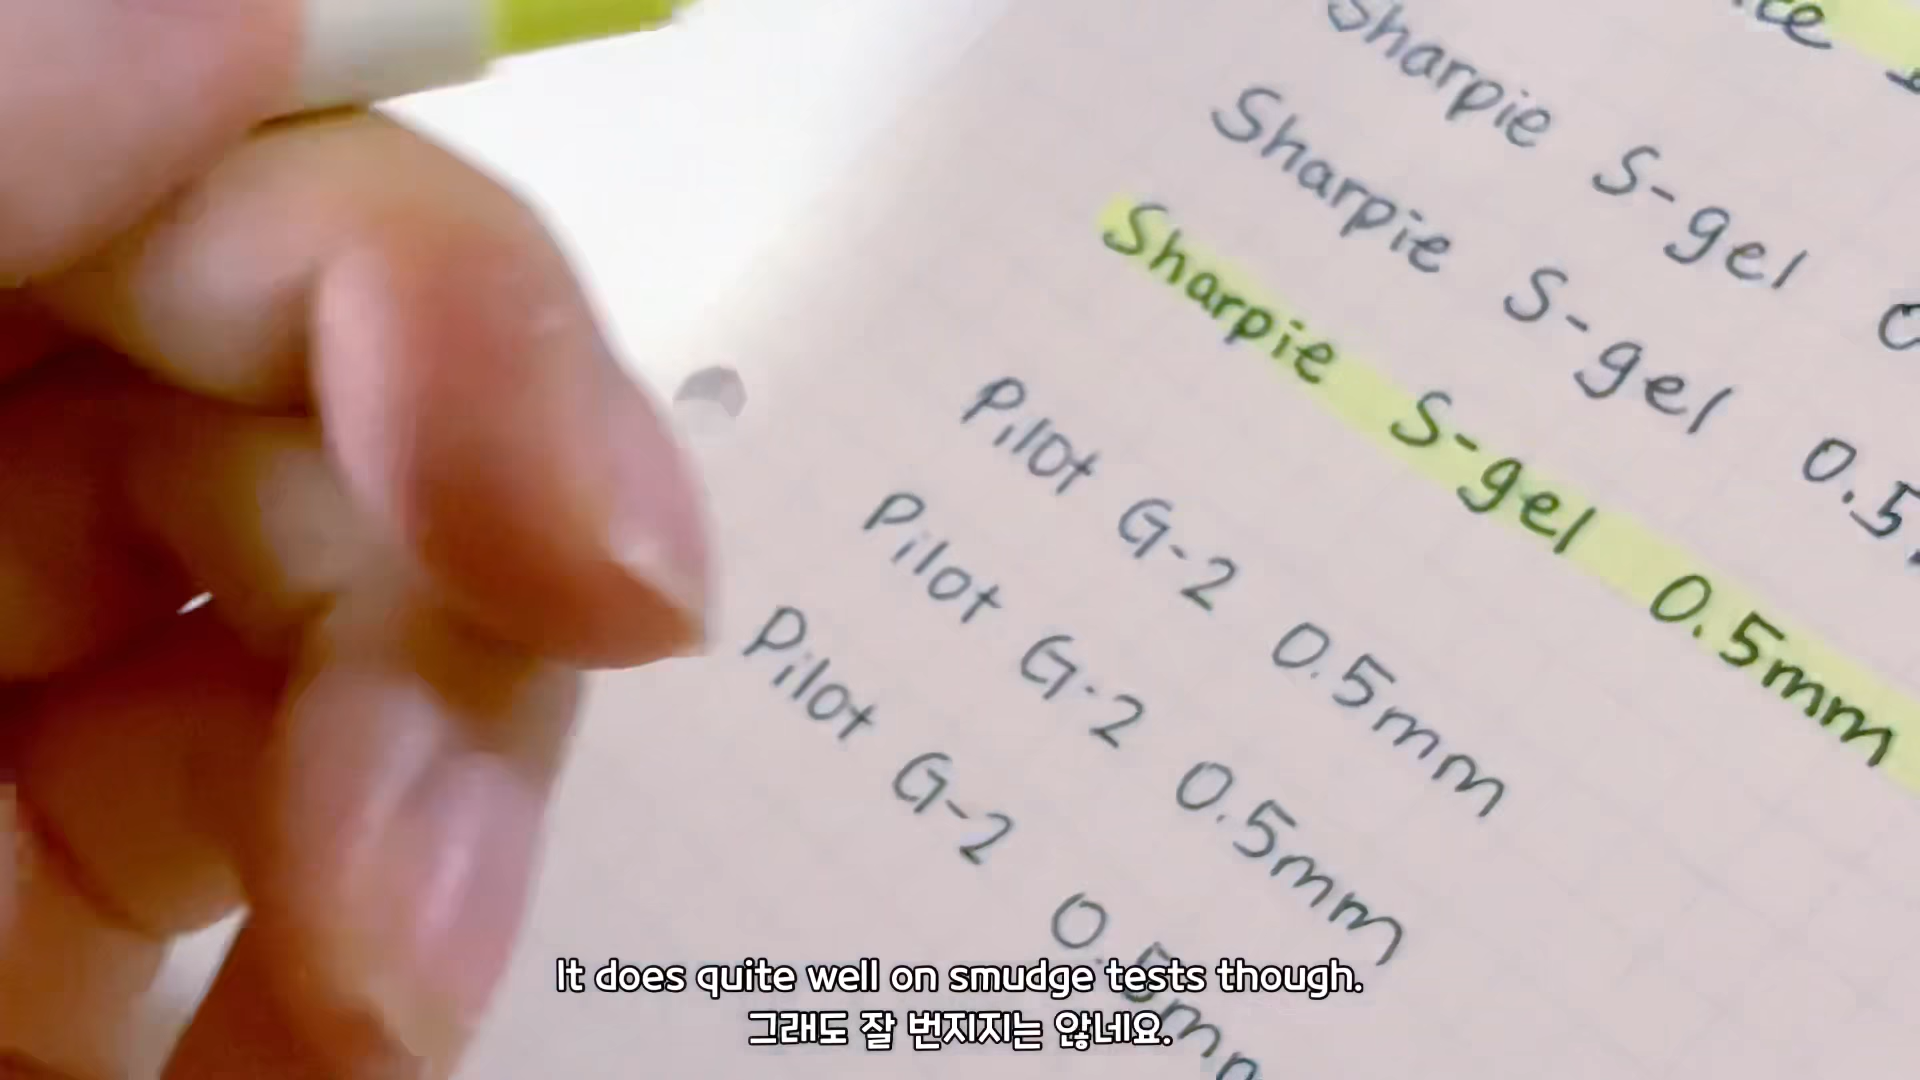 Sharpie S-gel
Sharpie S-gel 0.5
Sharpie S-gel 0.5mm
Pilot G-2 0.5mm
Pilot G-2 0.5mm
Pilot G-2 0.5mm
It does quite well on smudge tests though.
그래도 잘 번지지는 않네요.